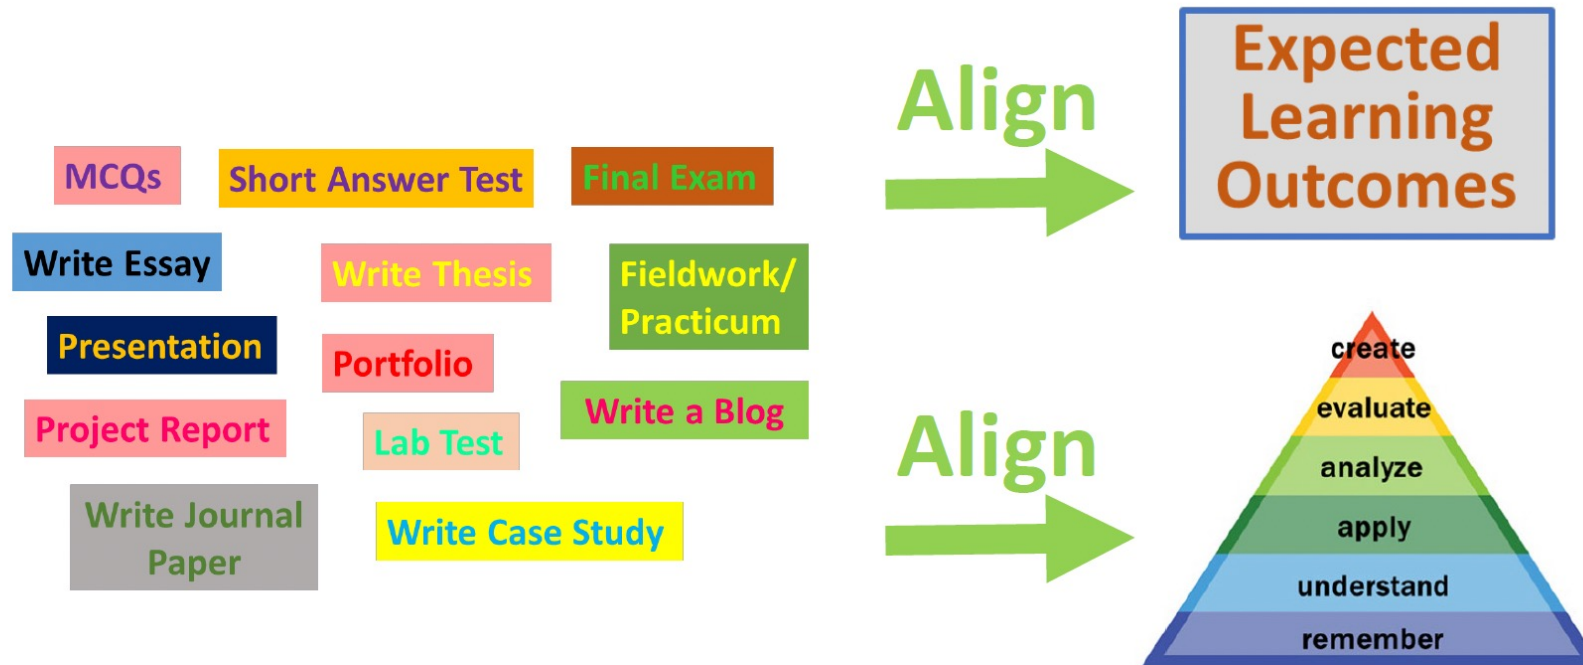 MCQs
Short Answer Test
Final Exam
Write Essay
Write Thesis
Fieldwork/
Practicum
Presentation
Portfolio
Write a Blog
Project Report
Lab Test
Write Journal
Paper
Write Case Study
Align
Expected
Learning
Outcomes
Align
create
evaluate
analyze
apply
understand
remember